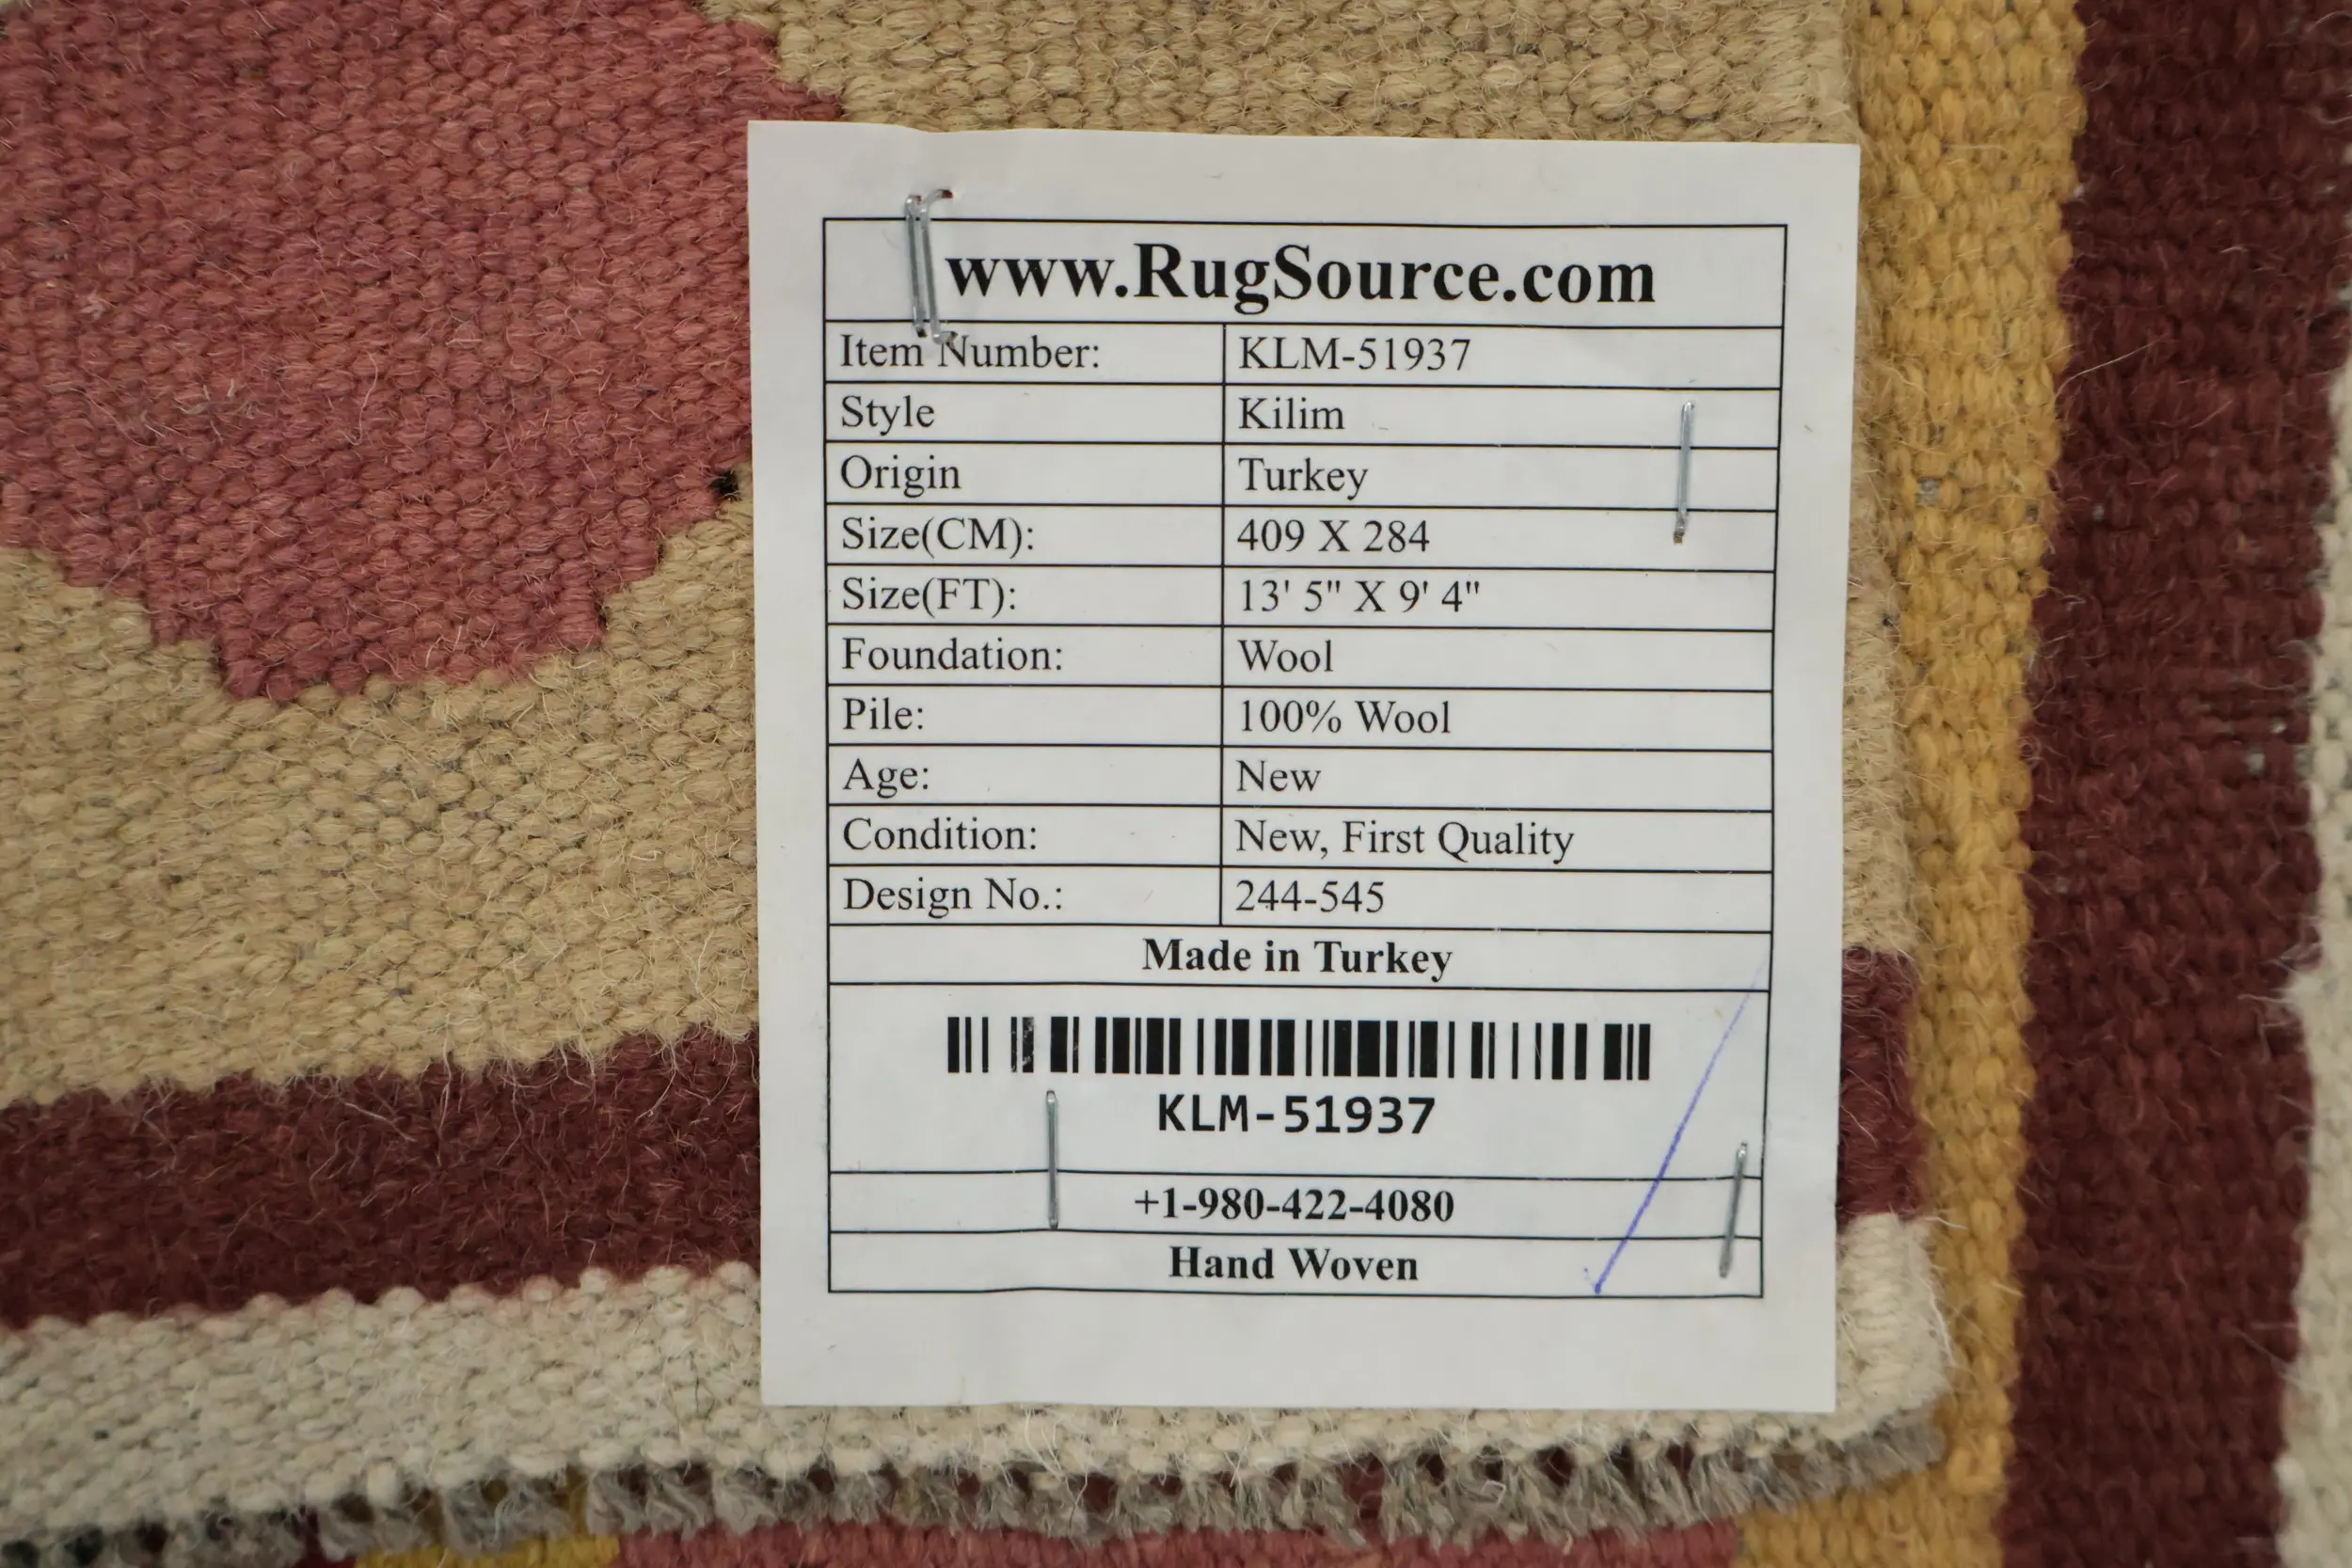 www.RugSource.com
Item Number: KLM-51937
Style Kilim
Origin Turkey
Size(CM): 409 X 284
Size(FT): 13' 5" X 9' 4"
Foundation: Wool
Pile: 100% Wool
Age: New
Condition: New, First Quality
Design No.: 244-545
Made in Turkey
KLM-51937
+1-980-422-4080
Hand Woven